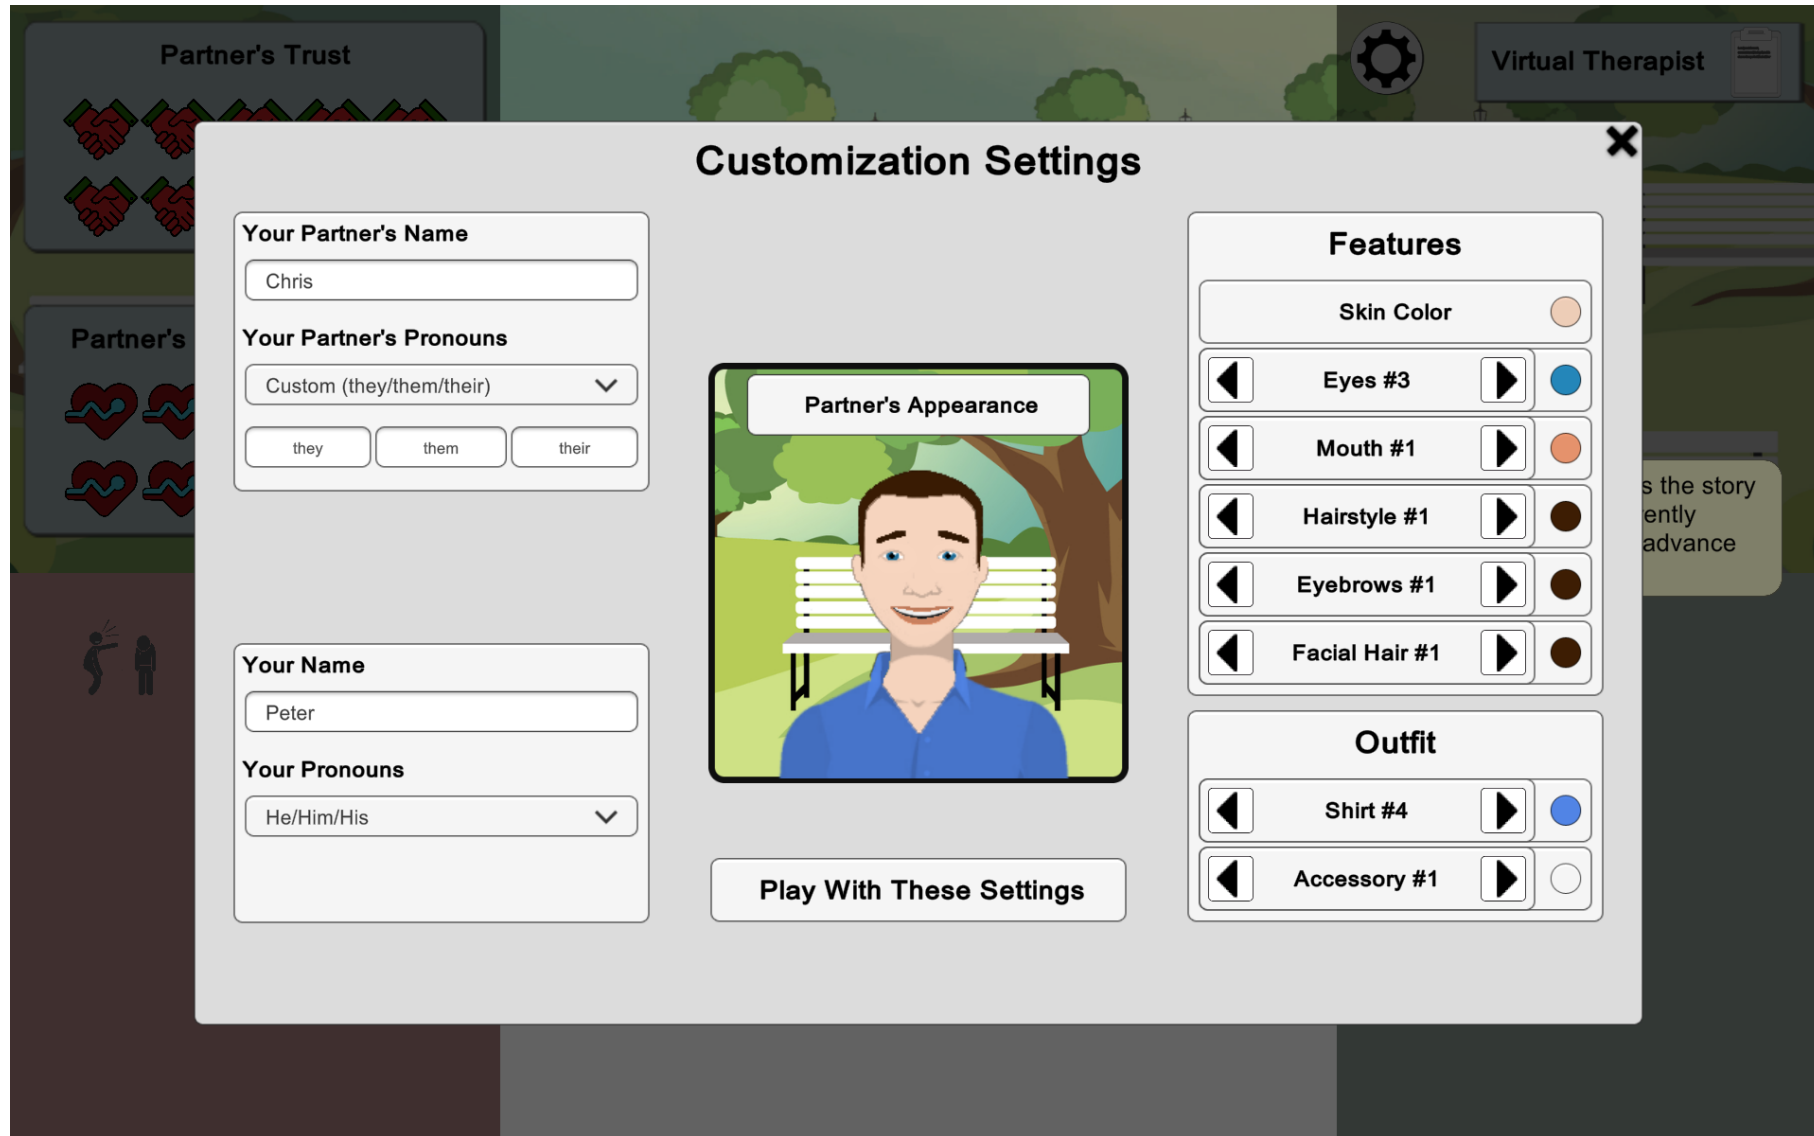 Partner's Trust
Virtual Therapist
Customization Settings
Your Partner's Name
Chris
Your Partner's Pronouns
Custom (they/them/their)
they them their
Your Name
Peter
Your Pronouns
He/Him/His
Partner's Appearance
Play With These Settings
Features
Skin Color
Eyes #3
Mouth #1
Hairstyle #1
Eyebrows #1
Facial Hair #1
Outfit
Shirt #4
Accessory #1
Partner's
s the story
ently
advance